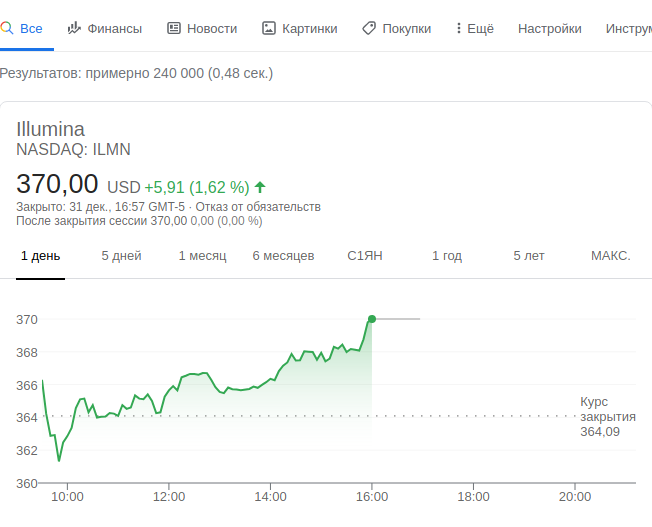 Все Финансы Новости Картинки Покупки Ещё Настройки Инструм
Результатов: примерно 240 000 (0,48 сек.)
Illumina
NASDAQ: ILMN
370,00 USD +5,91 (1,62 %)
Закрыто: 31 дек., 16:57 GMT-5 · Отказ от обязательств
После закрытия сессии 370,00 0,00 (0,00 %)
1 день 5 дней 1 месяц 6 месяцев С1ЯН 1 год 5 лет МАКС.
370
368
366
364
362
360
Курс
закрытия
364,09
10:00 12:00 14:00 16:00 18:00 20:00